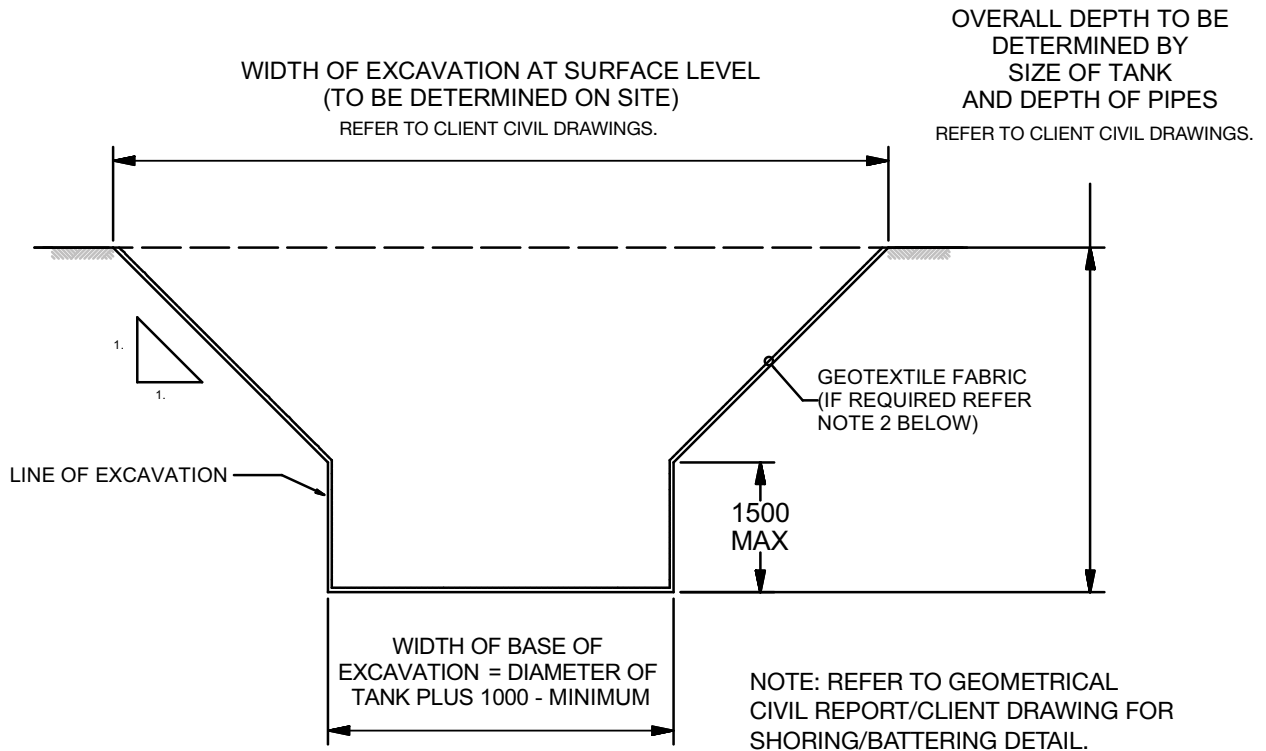 OVERALL DEPTH TO BE
DETERMINED BY
SIZE OF TANK
AND DEPTH OF PIPES
REFER TO CLIENT CIVIL DRAWINGS.
WIDTH OF EXCAVATION AT SURFACE LEVEL
(TO BE DETERMINED ON SITE)
REFER TO CLIENT CIVIL DRAWINGS.
1.
1.
GEOTEXTILE FABRIC
(IF REQUIRED REFER
NOTE 2 BELOW)
LINE OF EXCAVATION
1500
MAX
WIDTH OF BASE OF
EXCAVATION = DIAMETER OF
TANK PLUS 1000 - MINIMUM
NOTE: REFER TO GEOMETRICAL
CIVIL REPORT/CLIENT DRAWING FOR
SHORING/BATTERING DETAIL.